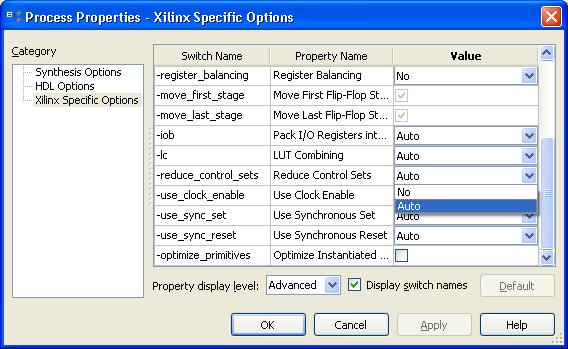 Process Properties - Xilinx Specific Options
Category
Synthesis Options
HDL Options
Xilinx Specific Options
Switch Name Property Name Value
-register_balancing Register Balancing No
-move_first_stage Move First Flip-Flop St...
-move_last_stage Move Last Flip-Flop St...
-iob Pack I/O Registers int... Auto
-lc LUT Combining Auto
-reduce_control_sets Reduce Control Sets Auto
-use_clock_enable Use Clock Enable No
Auto
-use_sync_set Use Synchronous Set Auto
-use_sync_reset Use Synchronous Reset Auto
-optimize_primitives Optimize Instantiated ...
Property display level: Advanced Display switch names Default
OK Cancel Apply Help